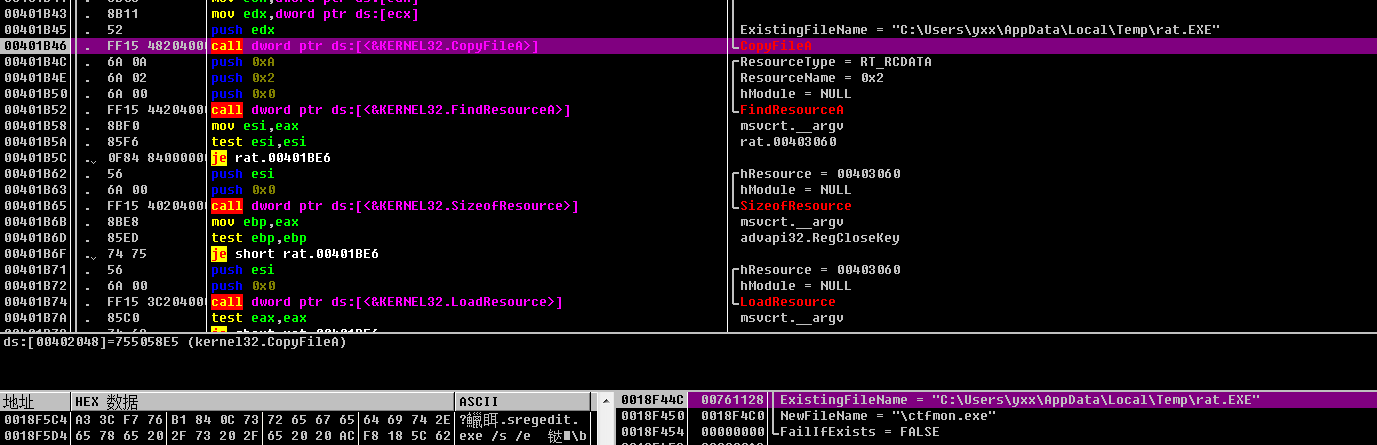 00401B43 . 8B11 mov edx,dword ptr ds:[ecx]
00401B45 . 52 push edx ExistingFileName = "C:\Users\yxx\AppData\Local\Temp\rat.EXE"
00401B46 . FF15 48204000 call dword ptr ds:[<&KERNEL32.CopyFileA>] CopyFileA
00401B4C . 6A 0A push 0xA ResourceType = RT_RCDATA
00401B4E . 6A 02 push 0x2 ResourceName = 0x2
00401B50 . 6A 00 push 0x0 hModule = NULL
00401B52 . FF15 44204000 call dword ptr ds:[<&KERNEL32.FindResourceA>] FindResourceA
00401B58 . 8BF0 mov esi,eax msvcrt.__argv
00401B5A . 85F6 test esi,esi rat.00403060
00401B5C . 0F84 84000000 je rat.00401BE6
00401B62 . 56 push esi hResource = 00403060
00401B63 . 6A 00 push 0x0 hModule = NULL
00401B65 . FF15 40204000 call dword ptr ds:[<&KERNEL32.SizeofResource>] SizeofResource
00401B6B . 8BE8 mov ebp,eax msvcrt.__argv
00401B6D . 85ED test ebp,ebp advapi32.RegCloseKey
00401B6F . 74 75 je short rat.00401BE6
00401B71 . 56 push esi hResource = 00403060
00401B72 . 6A 00 push 0x0 hModule = NULL
00401B74 . FF15 3C204000 call dword ptr ds:[<&KERNEL32.LoadResource>] LoadResource
00401B7A . 85C0 test eax,eax msvcrt.__argv
ds:[00402048]=755058E5 (kernel32.CopyFileA)
地址 HEX 数据 ASCII
0018F5C4 A3 3C F7 76 B1 84 0C 73 72 65 67 65 64 69 74 2E .sregedit.
0018F5D4 65 78 65 20 2F 73 20 2F 65 20 20 AC F8 18 5C 62 exe /s /e \b
0018F44C 00761128 ExistingFileName = "C:\Users\yxx\AppData\Local\Temp\rat.EXE"
0018F450 0018F4C0 NewFileName = "\ctfmon.exe"
0018F454 00000000 FailIfExists = FALSE